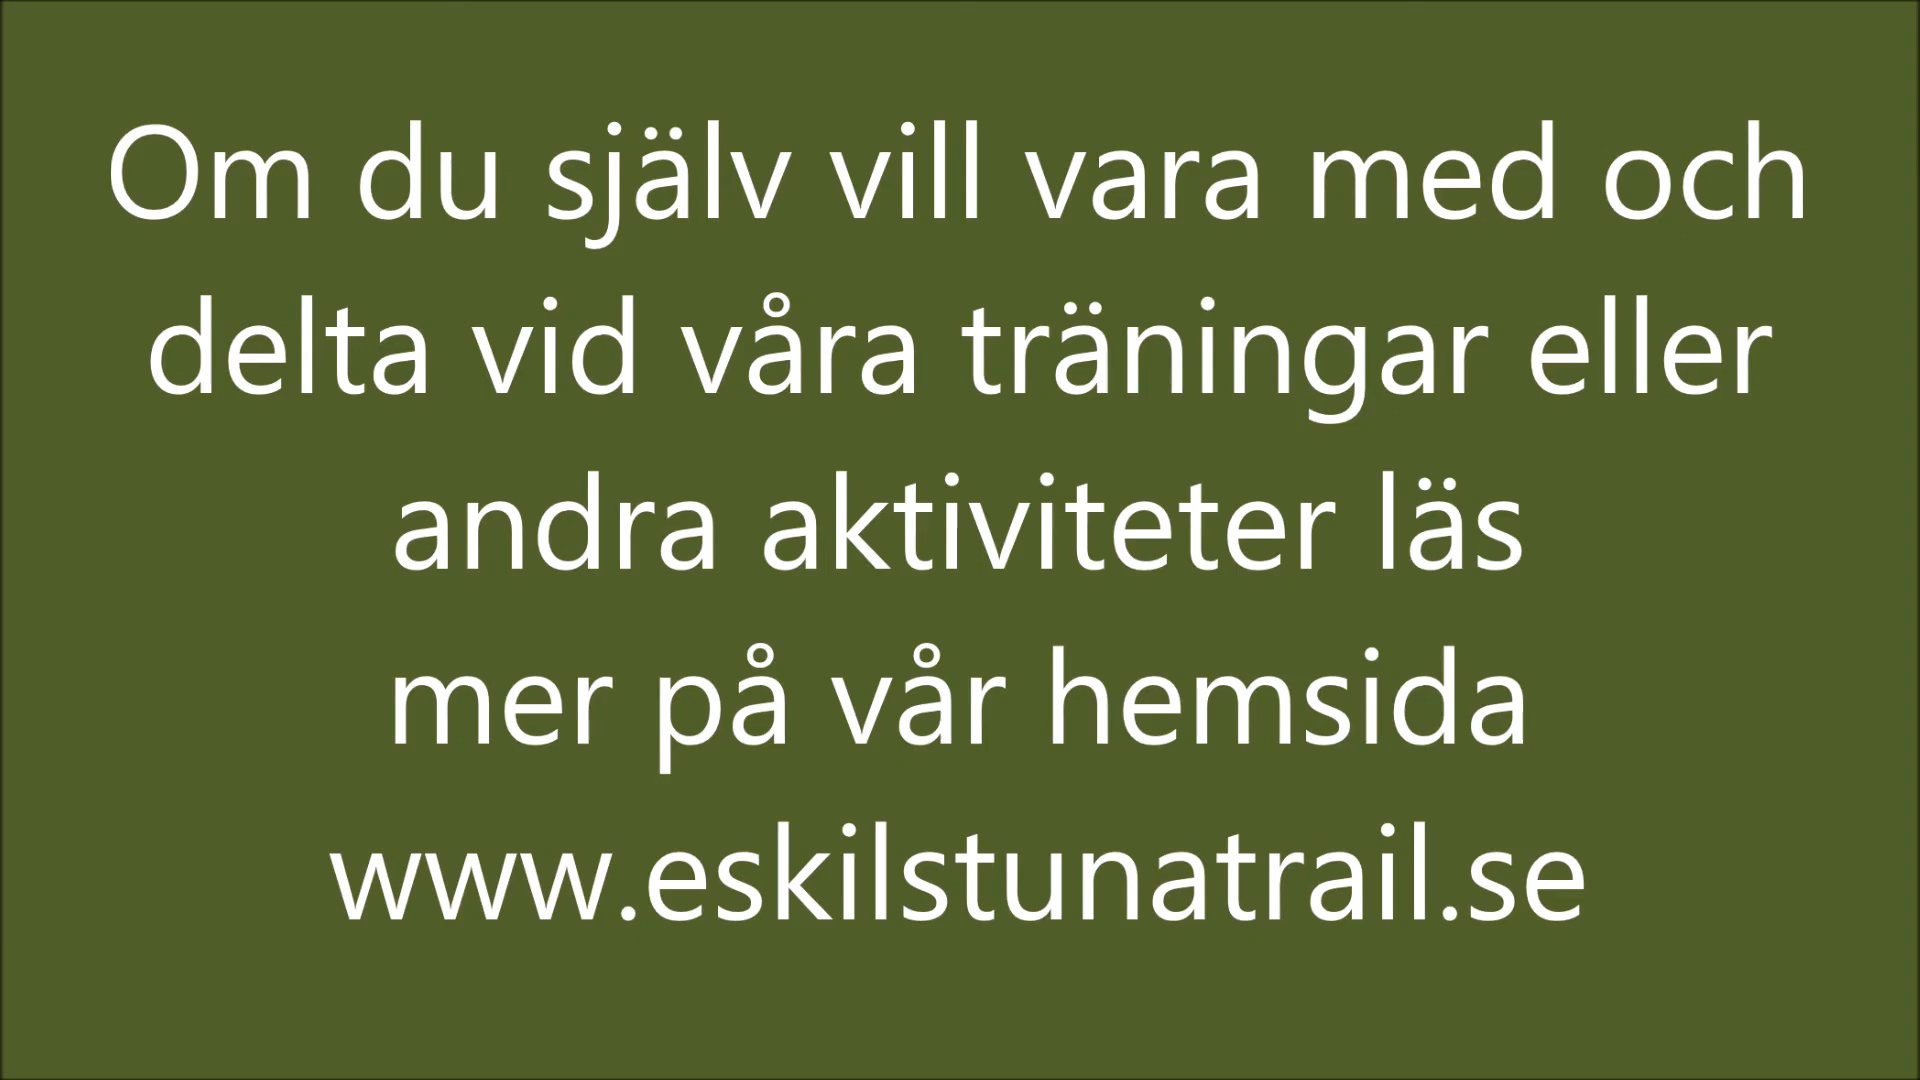 Om du själv vill vara med och
delta vid våra träningar eller
andra aktiviteter läs
mer på vår hemsida
www.eskilstunatrail.se